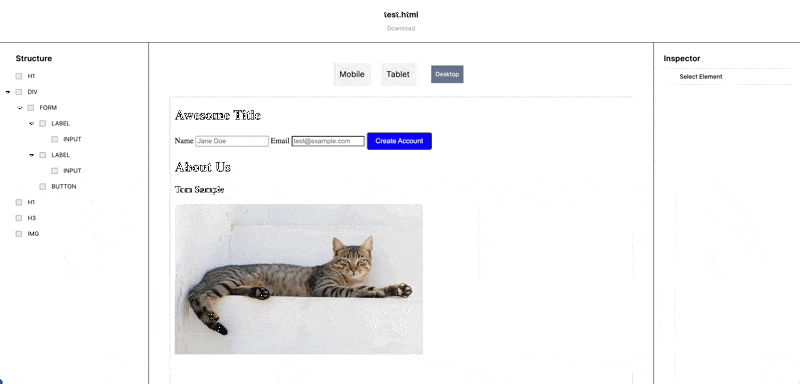 test.html
Download
Structure
H1
DIV
FORM
LABEL
INPUT
LABEL
INPUT
BUTTON
H1
H3
IMG
Mobile Tablet Desktop
Awesome Title
Name Jane Doe Email test@example.com Create Account
About Us
Tom Sample
Inspector
Select Element